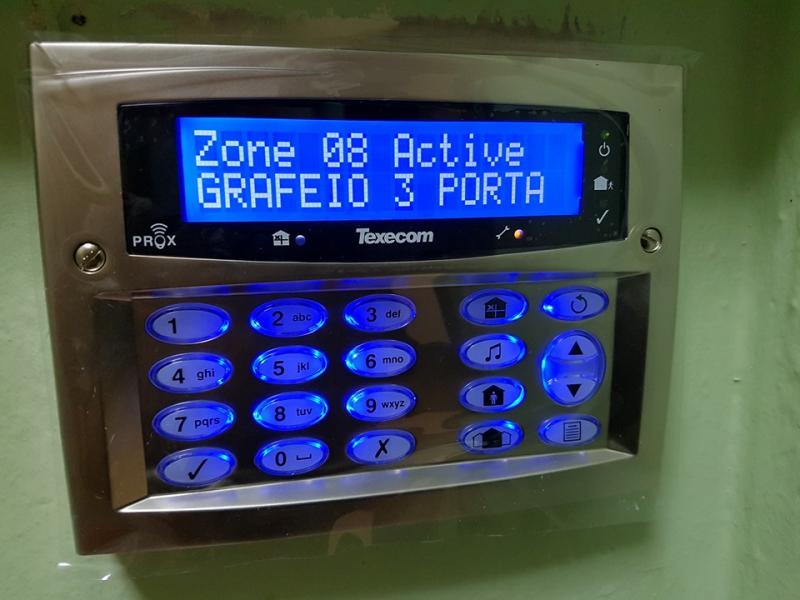 Zone 08 Active
GRAFEIO 3 PORTA
PROX
Texecom
1
2 abc
3 def
4 ghi
5 jkl
6 mno
7 pqrs
8 tuv
9 wxyz
0